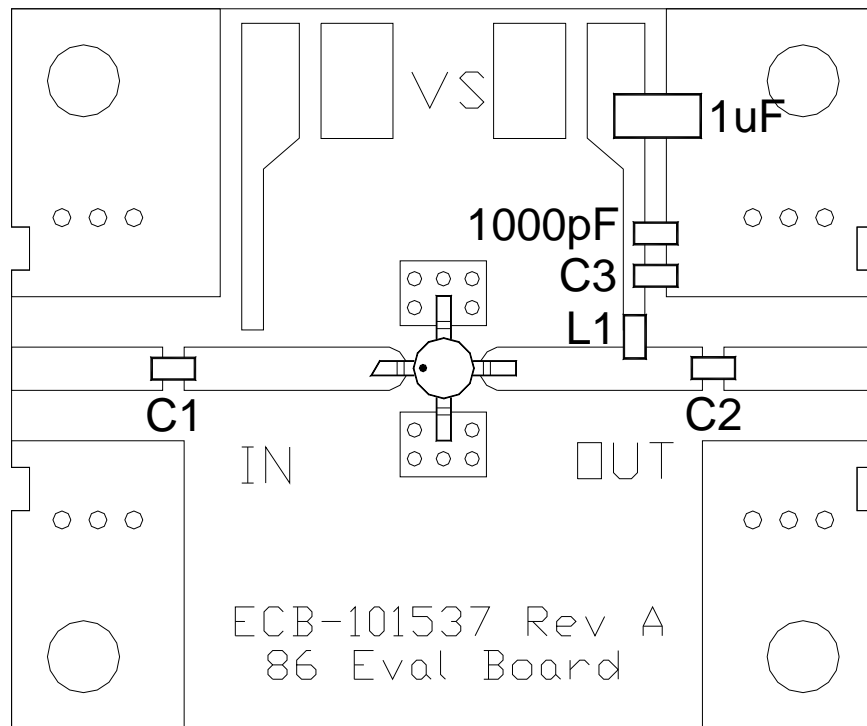 VS
1uF
1000pF
C3
L1
C1
C2
IN
OUT
ECB-101537 Rev A
86 Eval Board